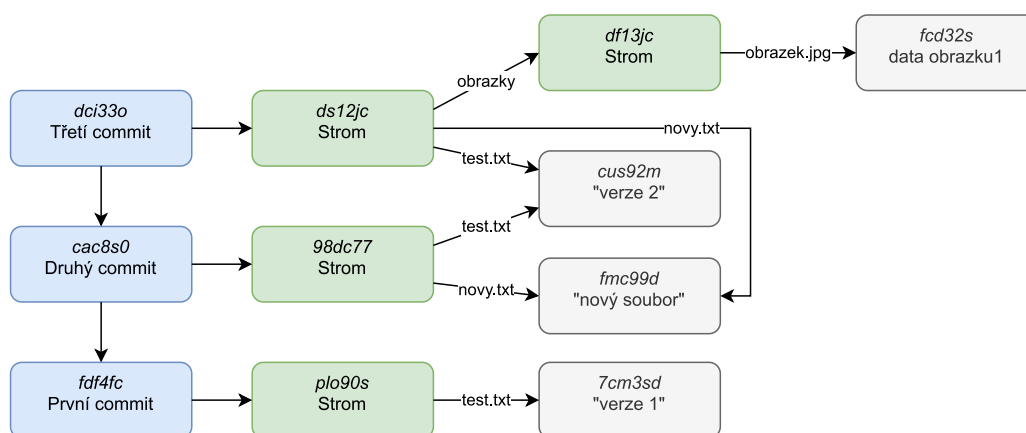 df13jc
Strom
obrazek.jpg
fcd32s
data obrazku1
obrazky
dci33o
Třetí commit
ds12jc
Strom
novy.txt
test.txt
cus92m
"verze 2"
test.txt
cac8s0
Druhý commit
98dc77
Strom
novy.txt
fmc99d
"nový soubor"
fdf4fc
První commit
plo90s
Strom
test.txt
7cm3sd
"verze 1"